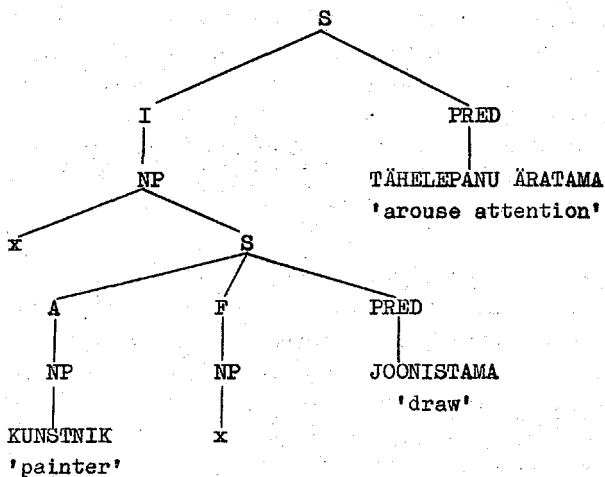 S
I PRED
NP TÄHELEPANU ÄRATAMA
'arouse attention'
x S
A F PRED
NP NP JOONISTAMA
'draw'
KUNSTNIK x
'painter'